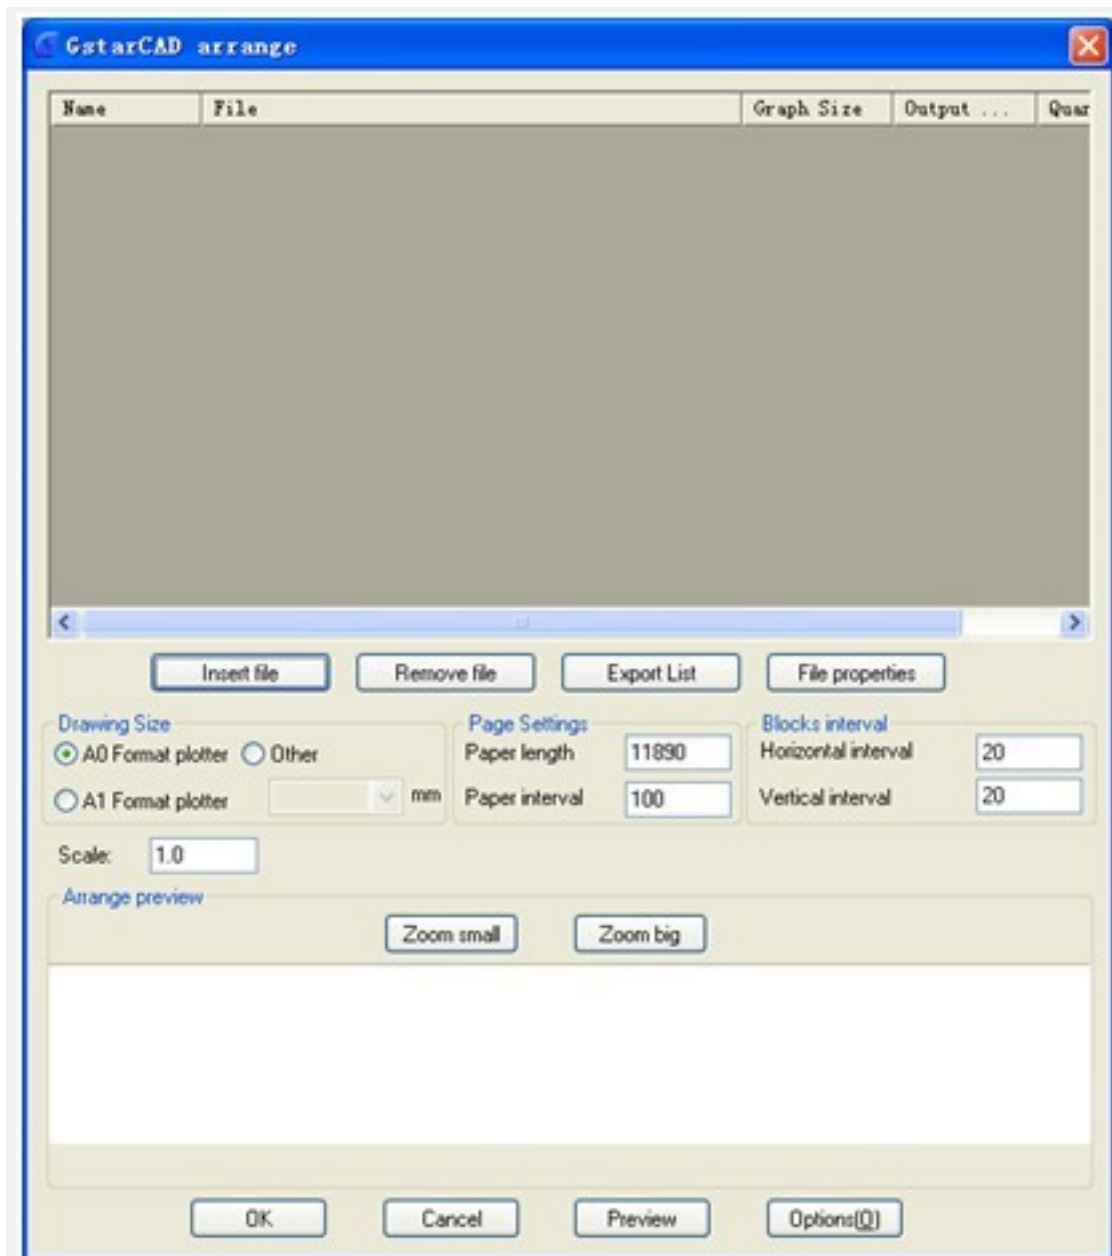 GstarCAD arrange
Name File Graph Size Output ... Quar
Insert file Remove file Export List File properties
Drawing Size Page Settings Blocks interval
A0 Format plotter Other Paper length 11890 Horizontal interval 20
A1 Format plotter mm Paper interval 100 Vertical interval 20
Scale: 1.0
Arrange preview
Zoom small Zoom big
OK Cancel Preview Options(O)